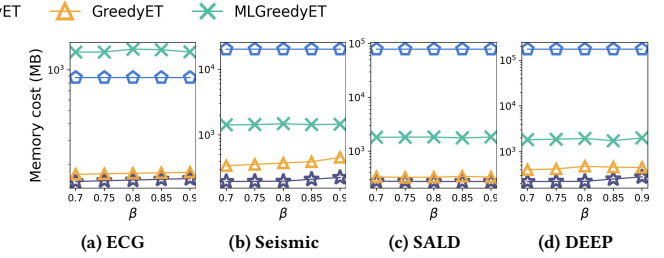 yET GreedyET MLGreedyET
Memory cost (MB)
10³
0.7 0.75 0.8 0.85 0.9
β
(a) ECG
10⁴
10³
0.7 0.75 0.8 0.85 0.9
β
(b) Seismic
10⁵
10⁴
10³
0.7 0.75 0.8 0.85 0.9
β
(c) SALD
10⁵
10⁴
10³
0.7 0.75 0.8 0.85 0.9
β
(d) DEEP